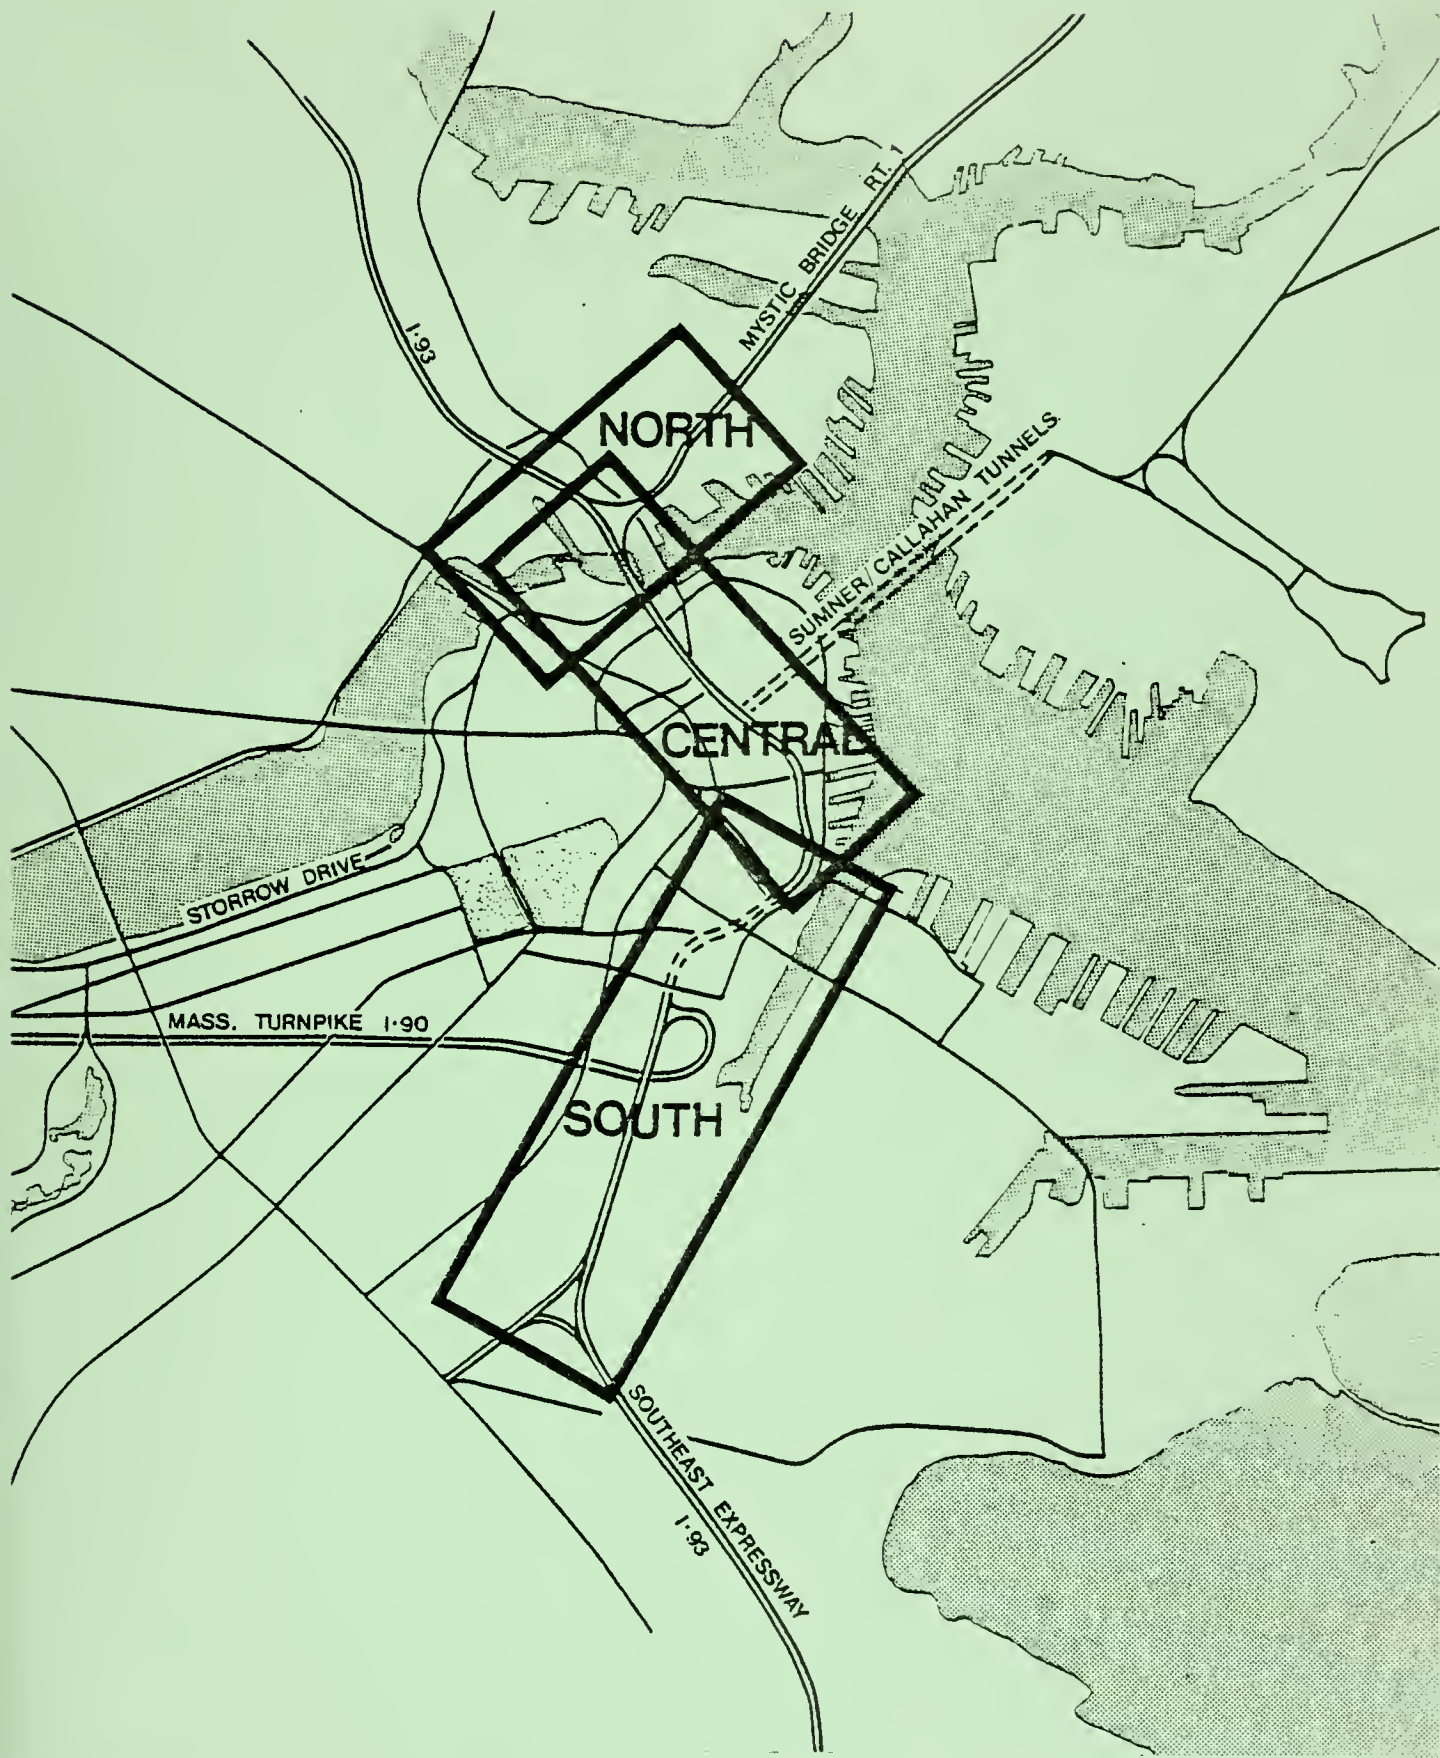 MYSTIC BRIDGE RT. 1
I-93
NORTH
SUMNER/CALLAHAN TUNNELS
CENTRAL
STORROW DRIVE
MASS. TURNPIKE I-90
SOUTH
SOUTHEAST EXPRESSWAY
I-93